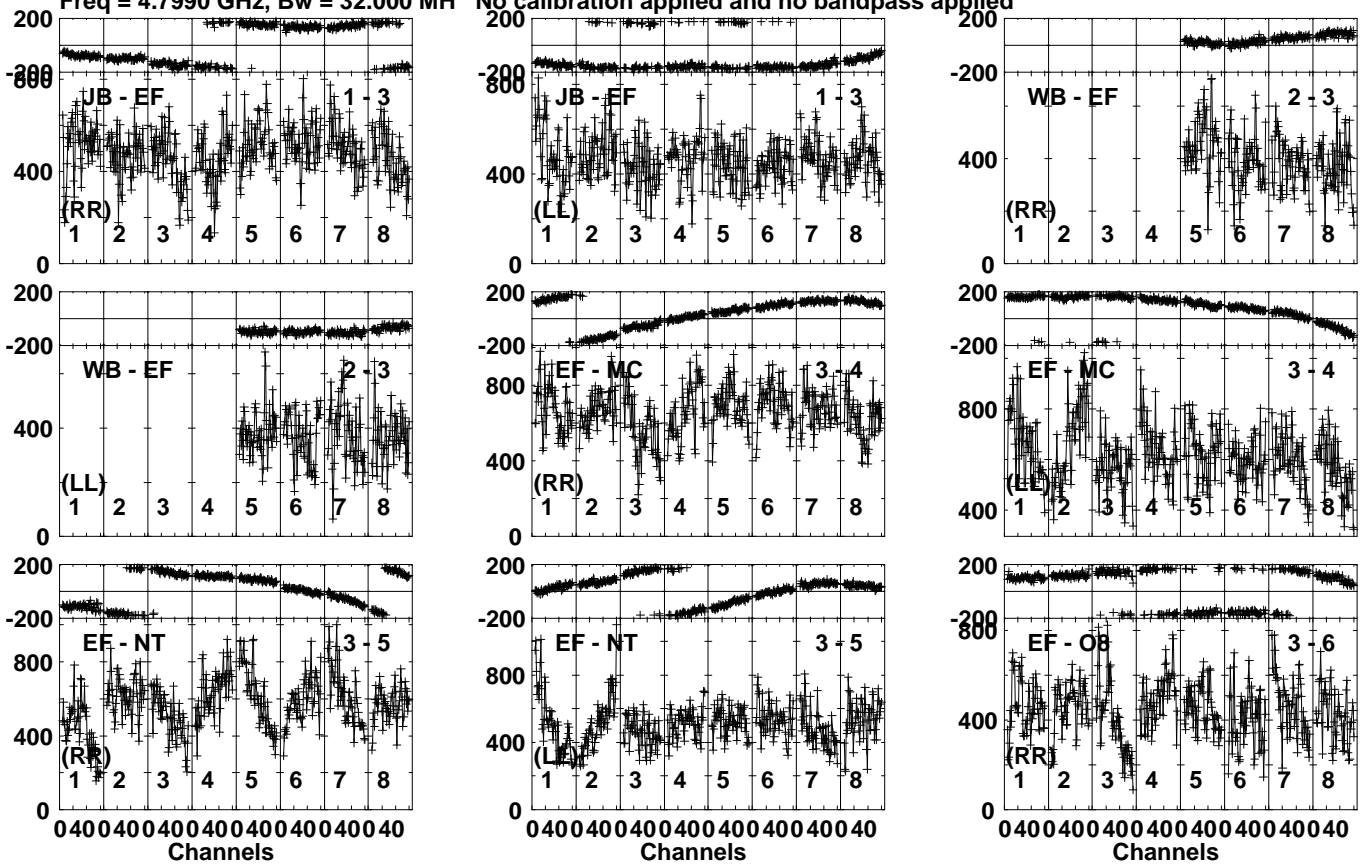 Freq = 4.7990 GHz, Bw = 32.000 MH No calibration applied and no bandpass applied
200 200 200
-200 -200 -200
800 800
JB - EF 1 - 3 JB - EF 1 - 3 WB - EF 2 - 3
400 400 400
(RR) (LL) (RR)
1 2 3 4 5 6 7 8 1 2 3 4 5 6 7 8 1 2 3 4 5 6 7 8
0 0 0
200 200 200
-200 -200 -200
WB - EF 2 - 3 EF - MC 3 - 4 EF - MC 3 - 4
400 800 800
(LL) 400 (RR) (LL)
1 2 3 4 5 6 7 8 1 2 3 4 5 6 7 8 400 1 2 3 4 5 6 7 8
0 0
200 200 200
-200 -200 -200
EF - NT 3 - 5 EF - NT 3 - 5 EF - O8 3 - 6
800 800 800
400 400 400
(RR) (LL) (RR)
1 2 3 4 5 6 7 8 1 2 3 4 5 6 7 8 1 2 3 4 5 6 7 8
0 0 0
0 40 0 40 0 40 0 40 0 40 0 40 0 40 0 40 0 40 0 40 0 40 0 40 0 40 0 40 0 40 0 40 0 40 0 40 0 40 0 40 0 40 0 40 0 40 0 40
Channels Channels Channels